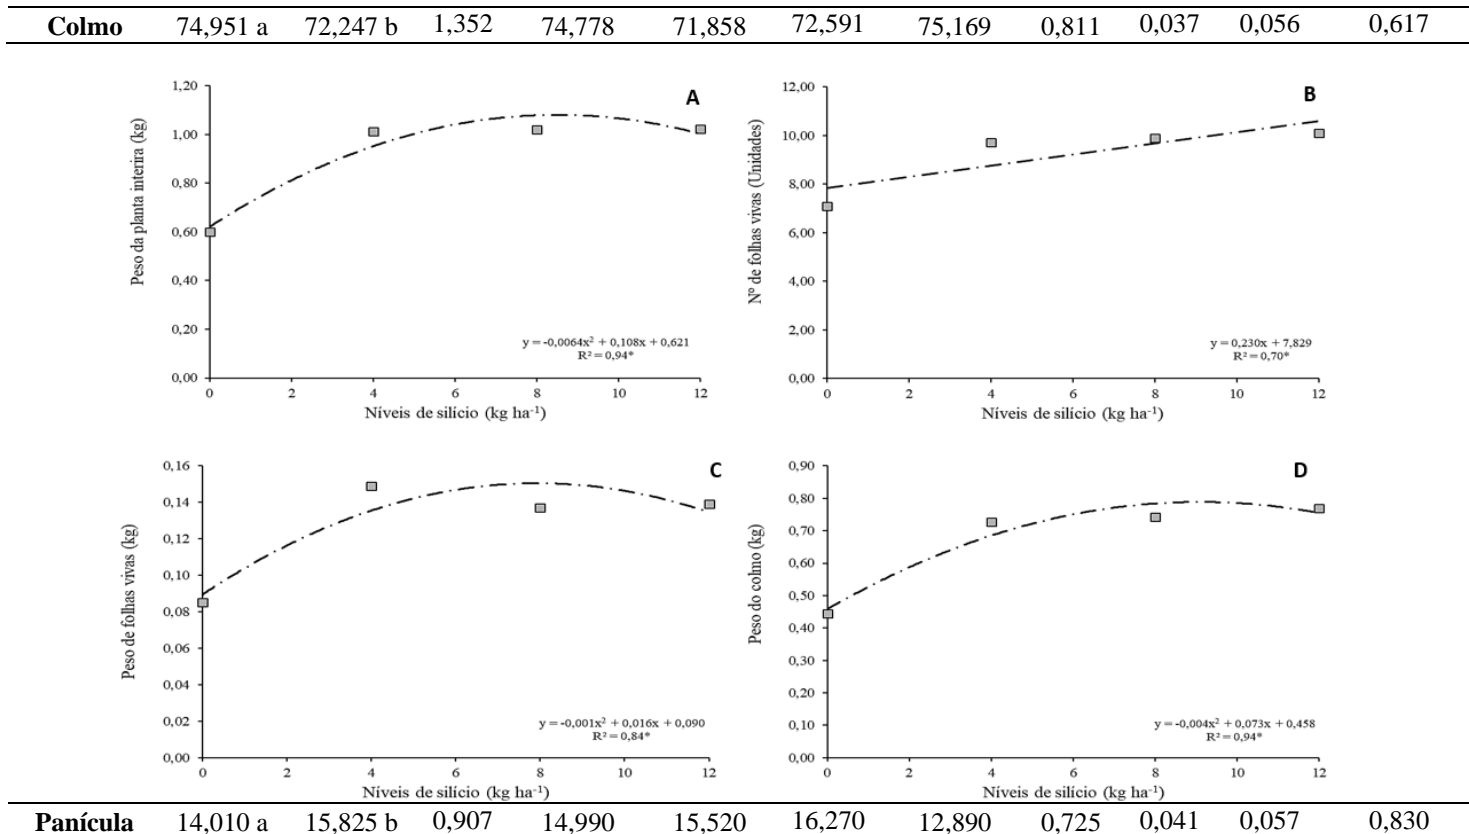 Colmo 74,951 a 72,247 b 1,352 74,778 71,858 72,591 75,169 0,811 0,037 0,056 0,617
A
Peso da planta interira (kg)
1,20
1,00
0,80
0,60
0,40
0,20
0,00
y = -0,0064x² + 0,108x + 0,621
R² = 0,94*
0 2 4 6 8 10 12
Níveis de silício (kg ha⁻¹)
B
Nº de folhas vivas (Unidades)
12,00
10,00
8,00
6,00
4,00
2,00
0,00
y = 0,230x + 7,829
R² = 0,70*
0 2 4 6 8 10 12
Níveis de silício (kg ha⁻¹)
C
Peso de folhas vivas (kg)
0,16
0,14
0,12
0,10
0,08
0,06
0,04
0,02
0,00
y = -0,001x² + 0,016x + 0,090
R² = 0,84*
0 2 4 6 8 10 12
Níveis de silício (kg ha⁻¹)
D
Peso do colmo (kg)
0,90
0,80
0,70
0,60
0,50
0,40
0,30
0,20
0,10
0,00
y = -0,004x² + 0,073x + 0,458
R² = 0,94*
0 2 4 6 8 10 12
Níveis de silício (kg ha⁻¹)
Panícula 14,010 a 15,825 b 0,907 14,990 15,520 16,270 12,890 0,725 0,041 0,057 0,830